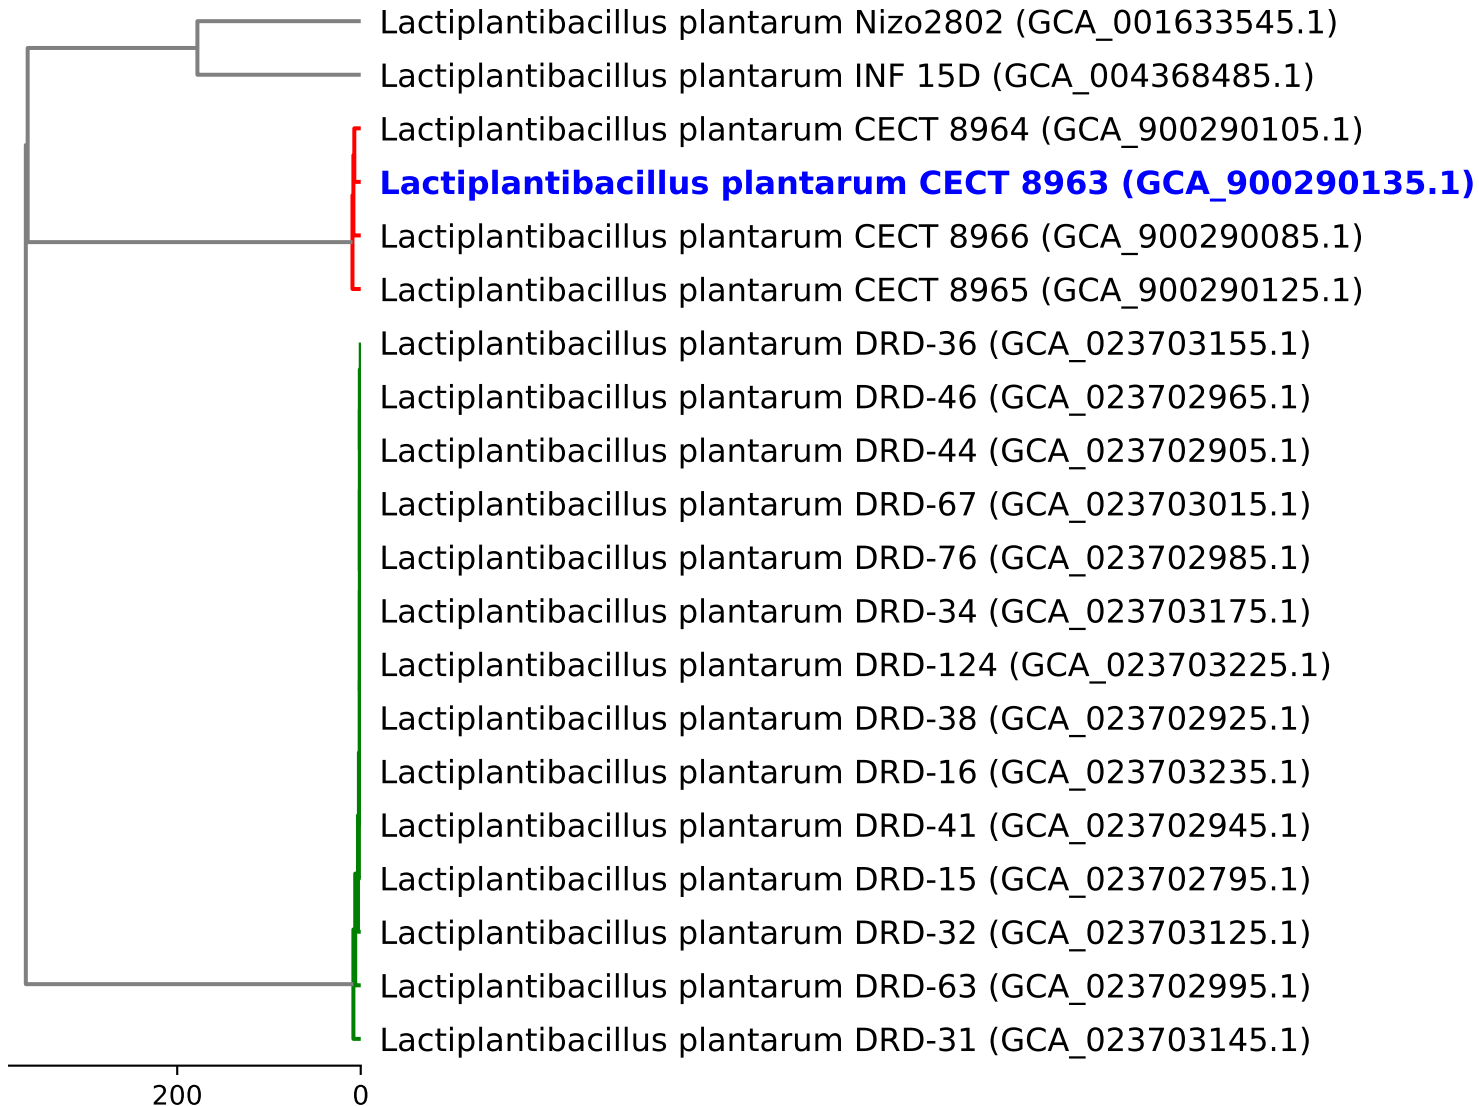 Lactiplantibacillus plantarum Nizo2802 (GCA_001633545.1)
Lactiplantibacillus plantarum INF 15D (GCA_004368485.1)
Lactiplantibacillus plantarum CECT 8964 (GCA_900290105.1)
Lactiplantibacillus plantarum CECT 8963 (GCA_900290135.1)
Lactiplantibacillus plantarum CECT 8966 (GCA_900290085.1)
Lactiplantibacillus plantarum CECT 8965 (GCA_900290125.1)
Lactiplantibacillus plantarum DRD-36 (GCA_023703155.1)
Lactiplantibacillus plantarum DRD-46 (GCA_023702965.1)
Lactiplantibacillus plantarum DRD-44 (GCA_023702905.1)
Lactiplantibacillus plantarum DRD-67 (GCA_023703015.1)
Lactiplantibacillus plantarum DRD-76 (GCA_023702985.1)
Lactiplantibacillus plantarum DRD-34 (GCA_023703175.1)
Lactiplantibacillus plantarum DRD-124 (GCA_023703225.1)
Lactiplantibacillus plantarum DRD-38 (GCA_023702925.1)
Lactiplantibacillus plantarum DRD-16 (GCA_023703235.1)
Lactiplantibacillus plantarum DRD-41 (GCA_023702945.1)
Lactiplantibacillus plantarum DRD-15 (GCA_023702795.1)
Lactiplantibacillus plantarum DRD-32 (GCA_023703125.1)
Lactiplantibacillus plantarum DRD-63 (GCA_023702995.1)
Lactiplantibacillus plantarum DRD-31 (GCA_023703145.1)
200 0